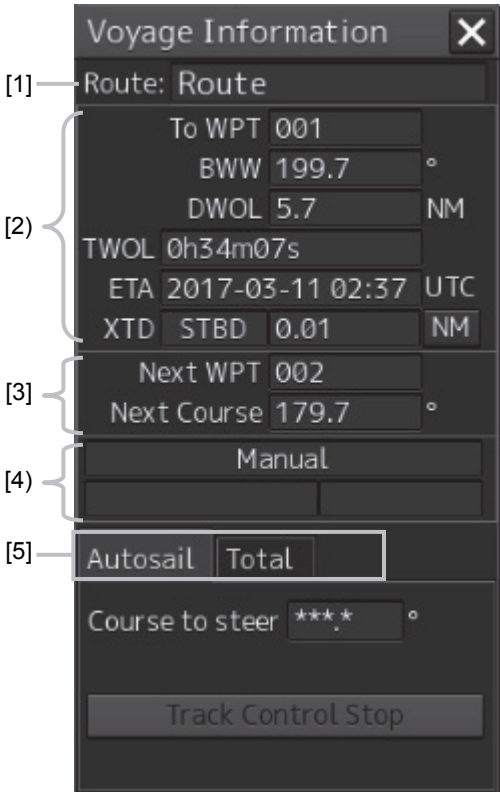 Voyage Information
[1] Route: Route
[2] To WPT 001
BWW 199.7 °
DWOL 5.7 NM
TWOL 0h34m07s
ETA 2017-03-11 02:37 UTC
XTD STBD 0.01 NM
[3] Next WPT 002
Next Course 179.7 °
[4] Manual
[5] Autosail Total
Course to steer ***.* °
Track Control Stop